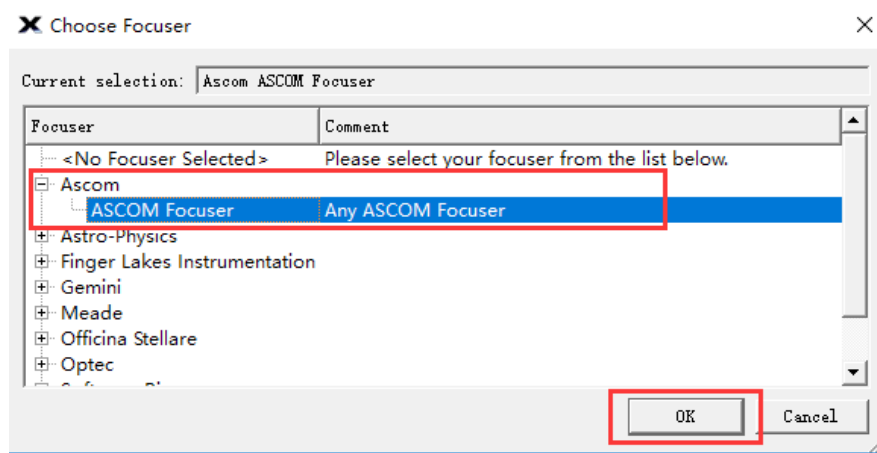 Choose Focuser
Current selection: Ascom ASCOM Focuser
Focuser Comment
<No Focuser Selected> Please select your focuser from the list below.
Ascom
ASCOM Focuser Any ASCOM Focuser
Astro-Physics
Finger Lakes Instrumentation
Gemini
Meade
Officina Stellare
Optec
OK Cancel